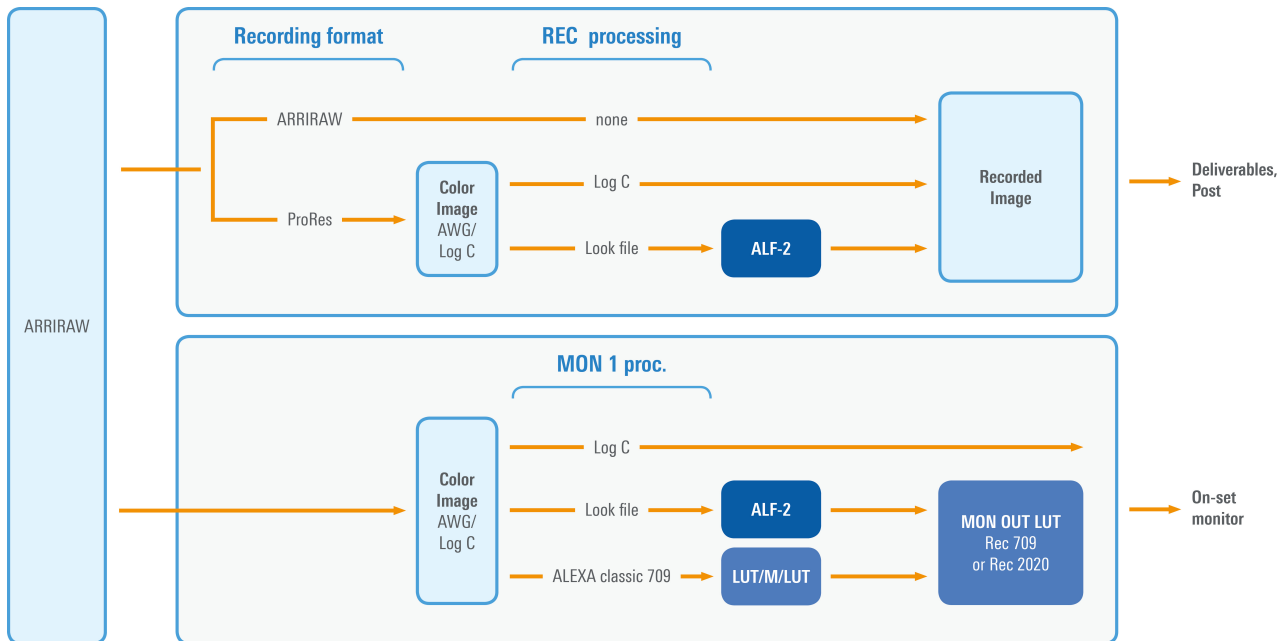 Recording format
REC processing
ARRIRAW
none
Color
Image
AWG/
Log C
Log C
Recorded
Image
Deliverables,
Post
ProRes
Look file
ALF-2
ARRIRAW
MON 1 proc.
Log C
Color
Image
AWG/
Log C
Look file
ALF-2
MON OUT LUT
Rec 709
or Rec 2020
On-set
monitor
ALEXA classic 709
LUT/M/LUT